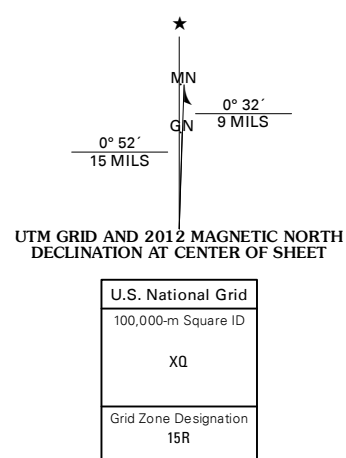 ★
MN
0° 32´
9 MILS
GN
0° 52´
15 MILS
UTM GRID AND 2012 MAGNETIC NORTH
DECLINATION AT CENTER OF SHEET
U.S. National Grid
100,000-m Square ID
XQ
Grid Zone Designation
15R